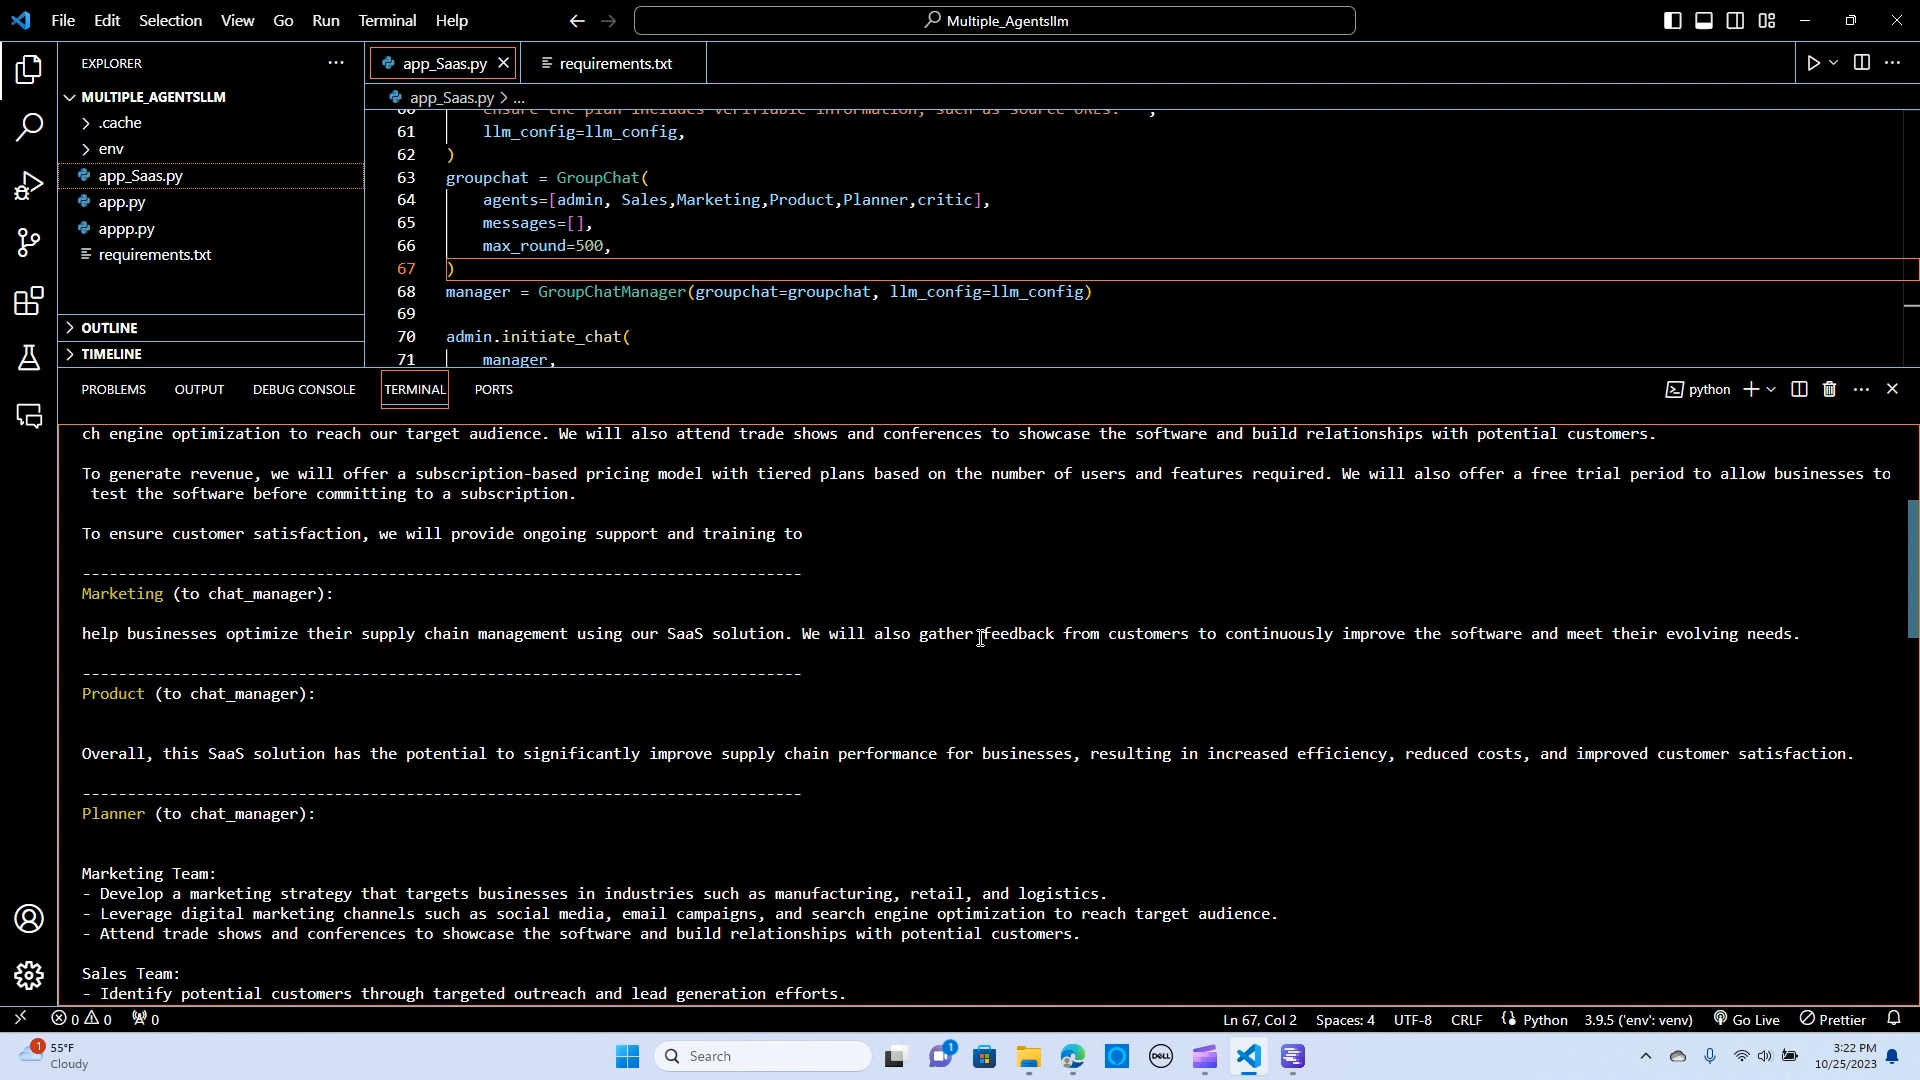 File Edit Selection View Go Run Terminal Help
Multiple_Agentsllm
EXPLORER
MULTIPLE_AGENTSLLM
.cache
env
app_Saas.py
app.py
appp.py
requirements.txt
OUTLINE
TIMELINE
app_Saas.py
requirements.txt
app_Saas.py > ...
60 ensure the plan includes verifiable information, such as source URLs.''',
61 llm_config=llm_config,
62 )
63 groupchat = GroupChat(
64 agents=[admin, Sales,Marketing,Product,Planner,critic],
65 messages=[],
66 max_round=500,
67 )
68 manager = GroupChatManager(groupchat=groupchat, llm_config=llm_config)
69
70 admin.initiate_chat(
71 manager,
PROBLEMS OUTPUT DEBUG CONSOLE TERMINAL PORTS
python
ch engine optimization to reach our target audience. We will also attend trade shows and conferences to showcase the software and build relationships with potential customers.
To generate revenue, we will offer a subscription-based pricing model with tiered plans based on the number of users and features required. We will also offer a free trial period to allow businesses to
test the software before committing to a subscription.
To ensure customer satisfaction, we will provide ongoing support and training to
--------------------------------------------------------------------------------
Marketing (to chat_manager):
help businesses optimize their supply chain management using our SaaS solution. We will also gather feedback from customers to continuously improve the software and meet their evolving needs.
--------------------------------------------------------------------------------
Product (to chat_manager):
Overall, this SaaS solution has the potential to significantly improve supply chain performance for businesses, resulting in increased efficiency, reduced costs, and improved customer satisfaction.
--------------------------------------------------------------------------------
Planner (to chat_manager):
Marketing Team:
- Develop a marketing strategy that targets businesses in industries such as manufacturing, retail, and logistics.
- Leverage digital marketing channels such as social media, email campaigns, and search engine optimization to reach target audience.
- Attend trade shows and conferences to showcase the software and build relationships with potential customers.
Sales Team:
- Identify potential customers through targeted outreach and lead generation efforts.
0 0 0
Ln 67, Col 2 Spaces: 4 UTF-8 CRLF Python 3.9.5 ('env': venv) Go Live Prettier
1
55°F
Cloudy
Search
1
DELL
3:22 PM
10/25/2023